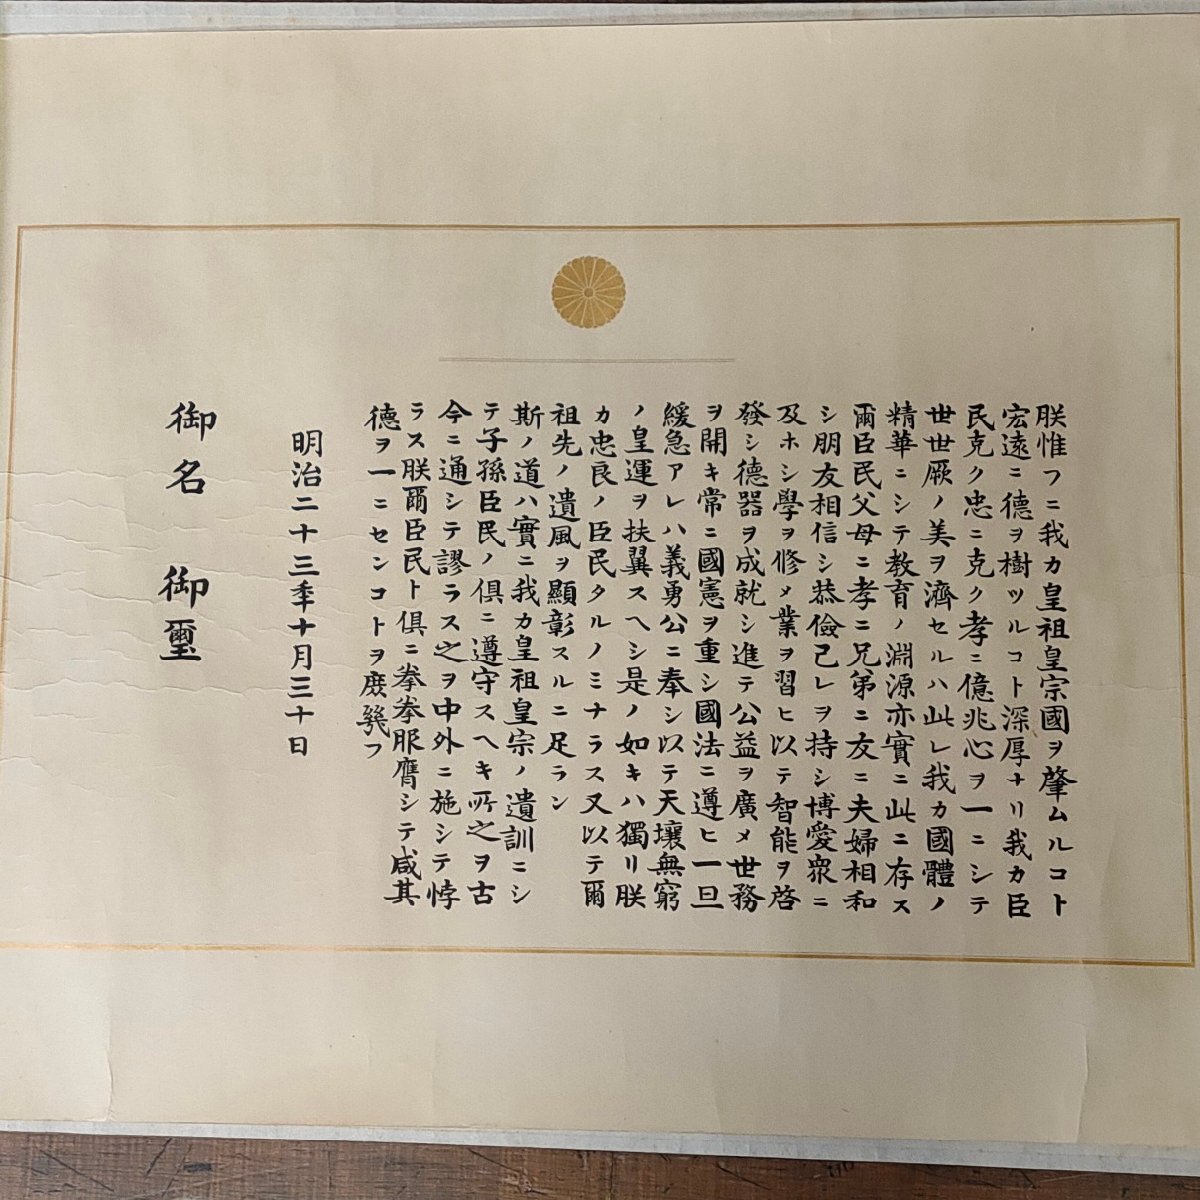 朕惟フニ我カ皇祖皇宗國ヲ肇ムルコト
宏遠ニ德ヲ樹ツルコト深厚ナリ我カ臣
民克ク忠ニ克ク孝ニ億兆心ヲ一ニシテ
世世厥ノ美ヲ濟セルハ此レ我カ國體ノ
精華ニシテ教育ノ淵源亦實ニ此ニ存ス
爾臣民父母ニ孝ニ兄弟ニ友ニ夫婦相和
シ朋友相信シ恭儉己レヲ持シ博愛衆ニ
及ホシ學ヲ修メ業ヲ習ヒ以テ智能ヲ啓
發シ德器ヲ成就シ進テ公益ヲ廣メ世務
ヲ開キ常ニ國憲ヲ重シ國法ニ遵ヒ一旦
緩急アレハ義勇公ニ奉シ以テ天壤無窮
ノ皇運ヲ扶翼スヘシ是ノ如キハ獨リ朕
カ忠良ノ臣民タルノミナラス又以テ爾
祖先ノ遺風ヲ顯彰スルニ足ラン
斯ノ道ハ實ニ我カ皇祖皇宗ノ遺訓ニシ
テ子孫臣民ノ俱ニ遵守スヘキ所之ヲ古
今ニ通シテ謬ラス之ヲ中外ニ施シテ悖
ラス朕爾臣民ト俱ニ拳拳服膺シテ咸其
德ヲ一ニセンコトヲ庶幾フ
明治二十三年十月三十日
御名 御璽